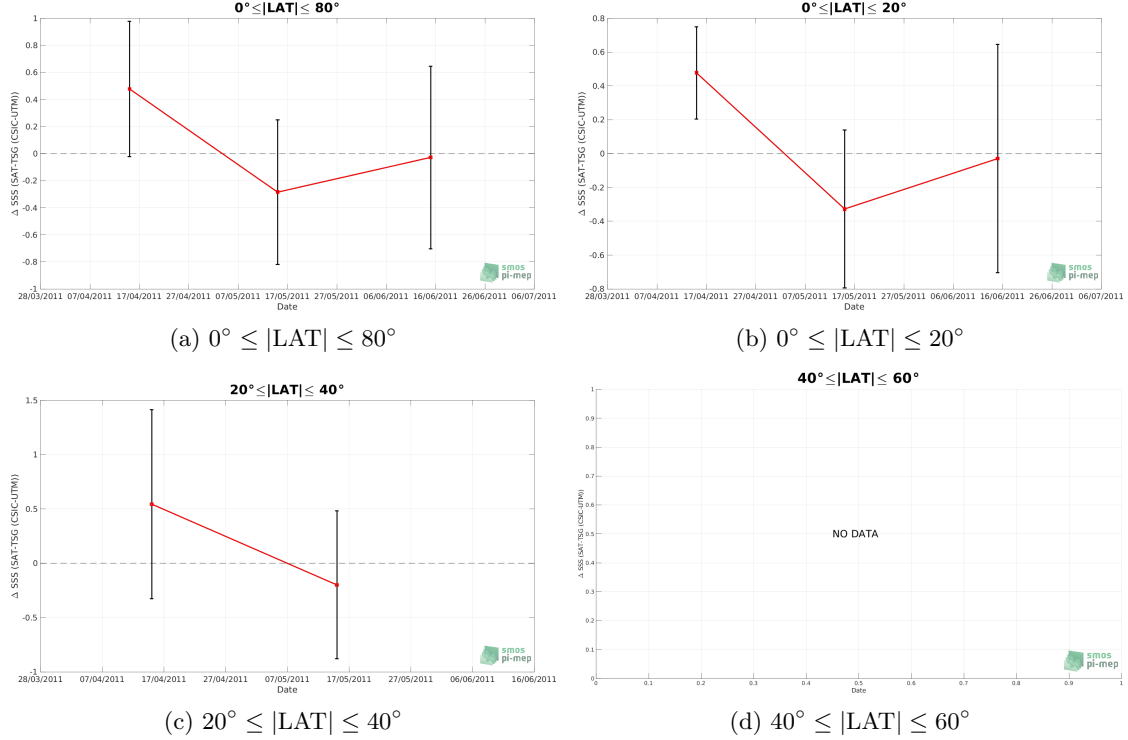 0°≤|LAT|≤ 80°
1
0.8
0.6
0.4
0.2
0
-0.2
-0.4
-0.6
-0.8
-1
Δ SSS (SAT-TSG (CSIC-UTM))
28/03/2011 07/04/2011 17/04/2011 27/04/2011 07/05/2011 17/05/2011 27/05/2011 06/06/2011 16/06/2011 26/06/2011 06/07/2011
Date
smos
pi-mep
(a) 0° ≤ |LAT| ≤ 80°
0°≤|LAT|≤ 20°
0.8
0.6
0.4
0.2
0
-0.2
-0.4
-0.6
-0.8
Δ SSS (SAT-TSG (CSIC-UTM))
28/03/2011 07/04/2011 17/04/2011 27/04/2011 07/05/2011 17/05/2011 27/05/2011 06/06/2011 16/06/2011 26/06/2011 06/07/2011
Date
smos
pi-mep
(b) 0° ≤ |LAT| ≤ 20°
20°≤|LAT|≤ 40°
1.5
1
0.5
0
-0.5
-1
Δ SSS (SAT-TSG (CSIC-UTM))
28/03/2011 07/04/2011 17/04/2011 27/04/2011 07/05/2011 17/05/2011 27/05/2011 06/06/2011 16/06/2011
Date
smos
pi-mep
(c) 20° ≤ |LAT| ≤ 40°
40°≤|LAT|≤ 60°
1
0.9
0.8
0.7
0.6
0.5
0.4
0.3
0.2
0.1
0
Δ SSS (SAT-TSG (CSIC-UTM))
NO DATA
0 0.1 0.2 0.3 0.4 0.5 0.6 0.7 0.8 0.9 1
Date
smos
pi-mep
(d) 40° ≤ |LAT| ≤ 60°